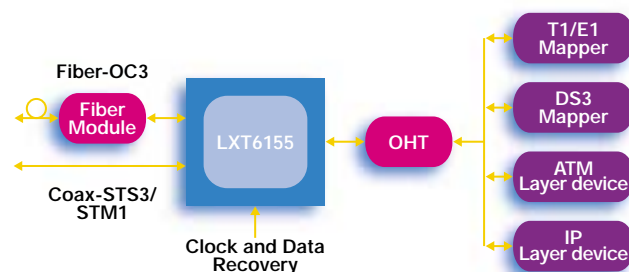 Fiber-OC3
Fiber
Module
Coax-STS3/
STM1
LXT6155
Clock and Data
Recovery
OHT
T1/E1
Mapper
DS3
Mapper
ATM
Layer device
IP
Layer device